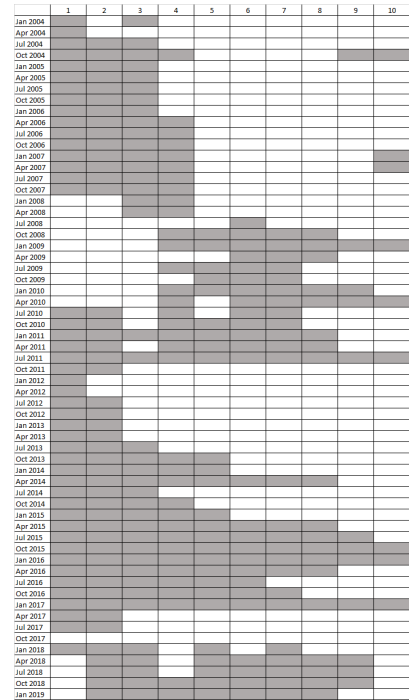 1 2 3 4 5 6 7 8 9 10
Jan 2004
Apr 2004
Jul 2004
Oct 2004
Jan 2005
Apr 2005
Jul 2005
Oct 2005
Jan 2006
Apr 2006
Jul 2006
Oct 2006
Jan 2007
Apr 2007
Jul 2007
Oct 2007
Jan 2008
Apr 2008
Jul 2008
Oct 2008
Jan 2009
Apr 2009
Jul 2009
Oct 2009
Jan 2010
Apr 2010
Jul 2010
Oct 2010
Jan 2011
Apr 2011
Jul 2011
Oct 2011
Jan 2012
Apr 2012
Jul 2012
Oct 2012
Jan 2013
Apr 2013
Jul 2013
Oct 2013
Jan 2014
Apr 2014
Jul 2014
Oct 2014
Jan 2015
Apr 2015
Jul 2015
Oct 2015
Jan 2016
Apr 2016
Jul 2016
Oct 2016
Jan 2017
Apr 2017
Jul 2017
Oct 2017
Jan 2018
Apr 2018
Jul 2018
Oct 2018
Jan 2019